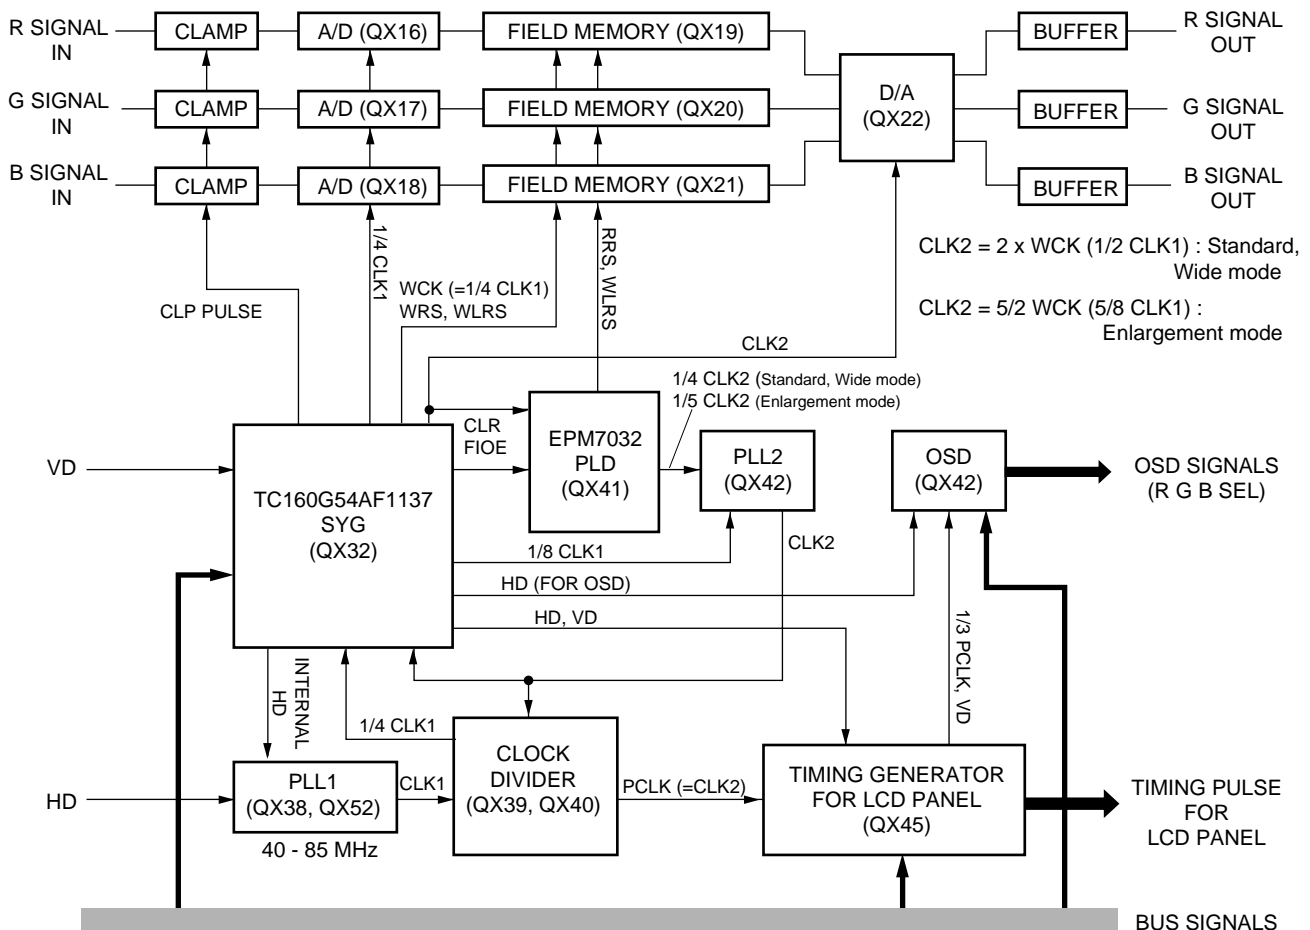 R SIGNAL
IN
CLAMP
A/D (QX16)
FIELD MEMORY (QX19)
BUFFER
R SIGNAL
OUT
G SIGNAL
IN
CLAMP
A/D (QX17)
FIELD MEMORY (QX20)
D/A
(QX22)
BUFFER
G SIGNAL
OUT
B SIGNAL
IN
CLAMP
A/D (QX18)
FIELD MEMORY (QX21)
BUFFER
B SIGNAL
OUT
CLP PULSE
1/4 CLK1
WCK (=1/4 CLK1)
WRS, WLRS
RRS, WLRS
CLK2 = 2 x WCK (1/2 CLK1) : Standard,
Wide mode
CLK2 = 5/2 WCK (5/8 CLK1) :
Enlargement mode
CLK2
1/4 CLK2 (Standard, Wide mode)
1/5 CLK2 (Enlargement mode)
CLR
FIOE
EPM7032
PLD
(QX41)
PLL2
(QX42)
OSD
(QX42)
OSD SIGNALS
(R G B SEL)
VD
TC160G54AF1137
SYG
(QX32)
CLK2
1/8 CLK1
HD (FOR OSD)
HD, VD
1/3 PCLK, VD
INTERNAL
HD
1/4 CLK1
HD
PLL1
(QX38, QX52)
40 - 85 MHz
CLK1
CLOCK
DIVIDER
(QX39, QX40)
PCLK (=CLK2)
TIMING GENERATOR
FOR LCD PANEL
(QX45)
TIMING PULSE
FOR
LCD PANEL
BUS SIGNALS